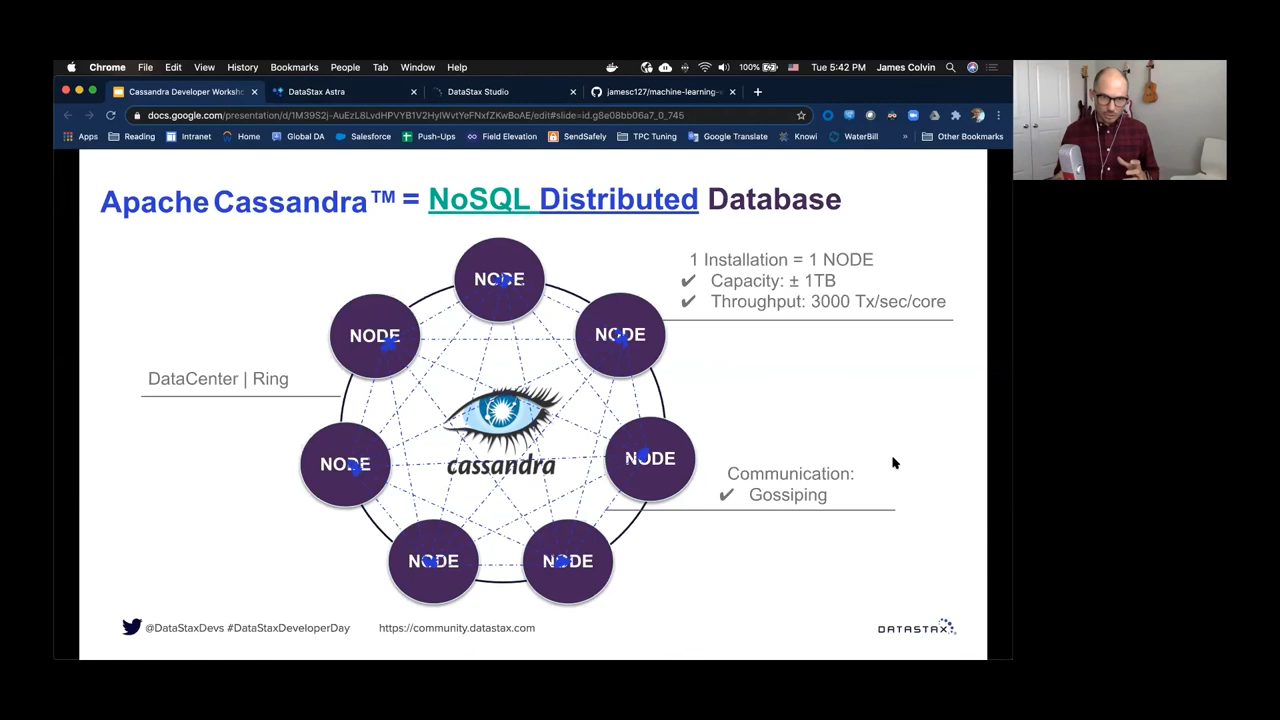 Chrome File Edit View History Bookmarks People Tab Window Help 100% Tue 5:42 PM James Colvin
Cassandra Developer Worksho DataStax Astra DataStax Studio jamesc127/machine-learning-
Apps Reading Intranet Home Global DA Salesforce Push-Ups Field Elevation SendSafely TPC Tuning Google Translate Knowi WaterBill » Other Bookmarks
Apache Cassandra™ = NoSQL Distributed Database
1 Installation = 1 NODE
✔ Capacity: ± 1TB
✔ Throughput: 3000 Tx/sec/core
NODE
NODE
NODE
DataCenter | Ring
cassandra
NODE
NODE
Communication:
✔ Gossiping
NODE
NODE
@DataStaxDevs #DataStaxDeveloperDay https://community.datastax.com
DATASTAX